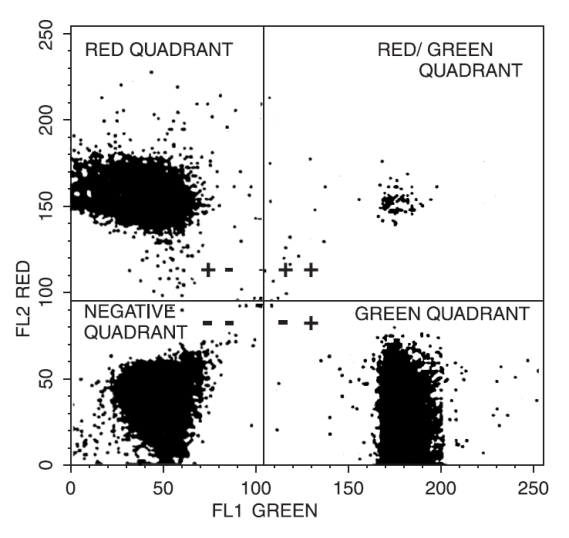 250
RED QUADRANT
RED/ GREEN
QUADRANT
200
150
+ -
+ +
FL2 RED
100
NEGATIVE
QUADRANT
- -
- +
GREEN QUADRANT
50
0
0 50 100 150 200 250
FL1 GREEN